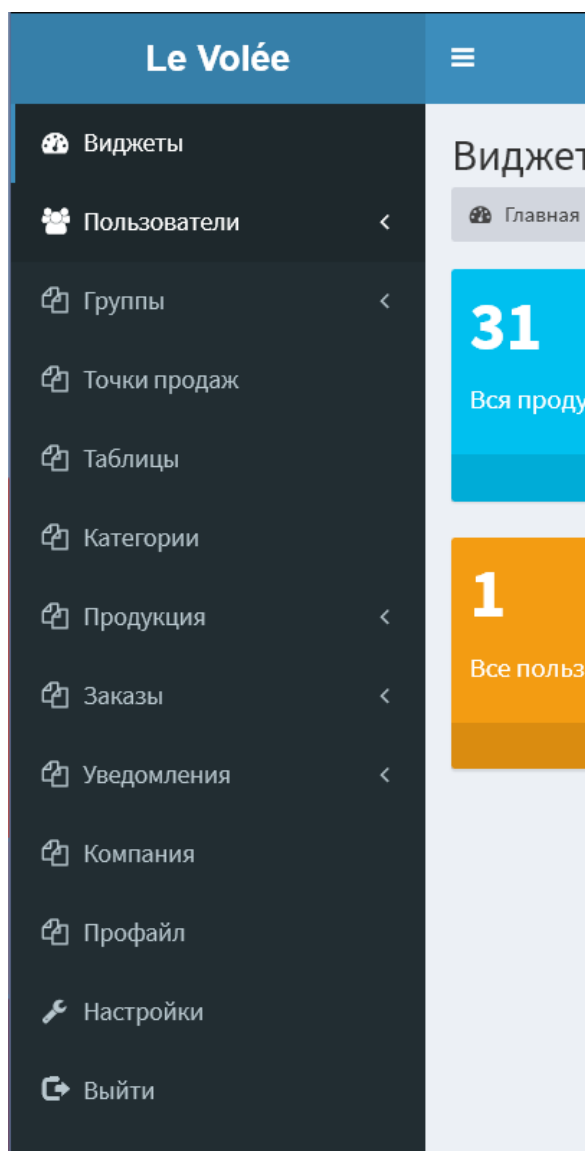 Le Volée
Виджеты
Пользователи
Группы
Точки продаж
Таблицы
Категории
Продукция
Заказы
Уведомления
Компания
Профайл
Настройки
Выйти
Виджет
Главная
31
Вся проду
1
Все польз